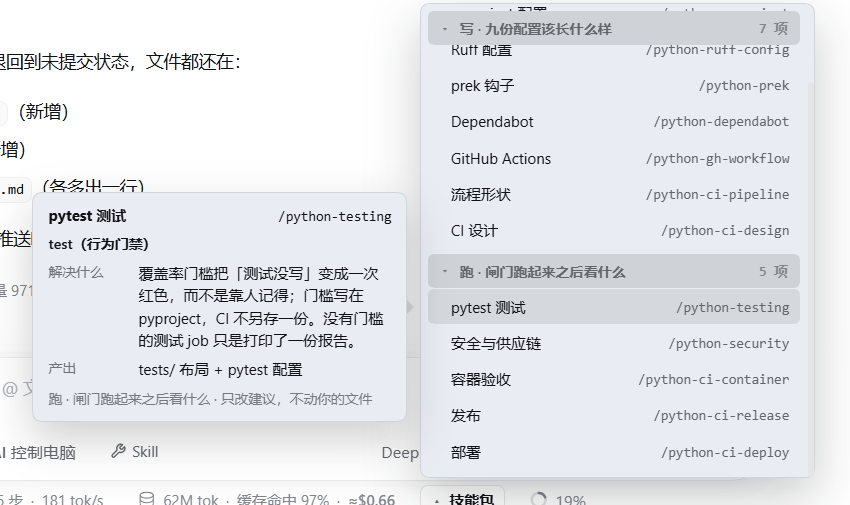 退回到未提交状态，文件都还在：
（新增）
增）
.md （各多出一行）
推送
量 971
@ 文
AI 控制电脑
Skill
Deep
步 · 181 tok/s
62M tok · 缓存命中 97% · ≈$0.66
技能包
19%
pytest 测试 /python-testing
test（行为门禁）
解决什么 覆盖率门槛把「测试没写」变成一次
红色，而不是靠人记得；门槛写在
pyproject，CI 不另存一份。没有门槛
的测试 job 只是打印了一份报告。
产出 tests/ 布局 + pytest 配置
跑 · 闸门跑起来之后看什么 · 只改建议，不动你的文件
写 · 九份配置该长什么样 7 项
Ruff 配置 /python-ruff-config
prek 钩子 /python-prek
Dependabot /python-dependabot
GitHub Actions /python-gh-workflow
流程形状 /python-ci-pipeline
CI 设计 /python-ci-design
跑 · 闸门跑起来之后看什么 5 项
pytest 测试 /python-testing
安全与供应链 /python-security
容器验收 /python-ci-container
发布 /python-ci-release
部署 /python-ci-deploy